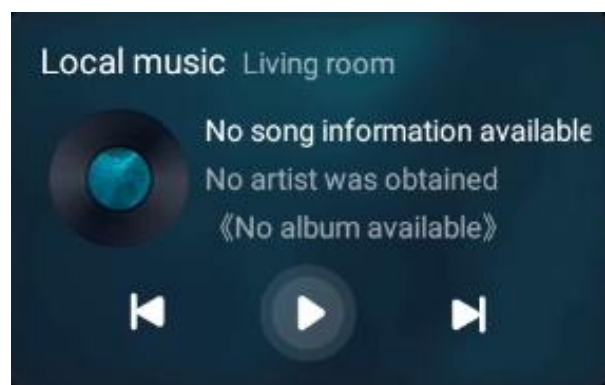 Local music Living room
No song information available
No artist was obtained
《No album available》